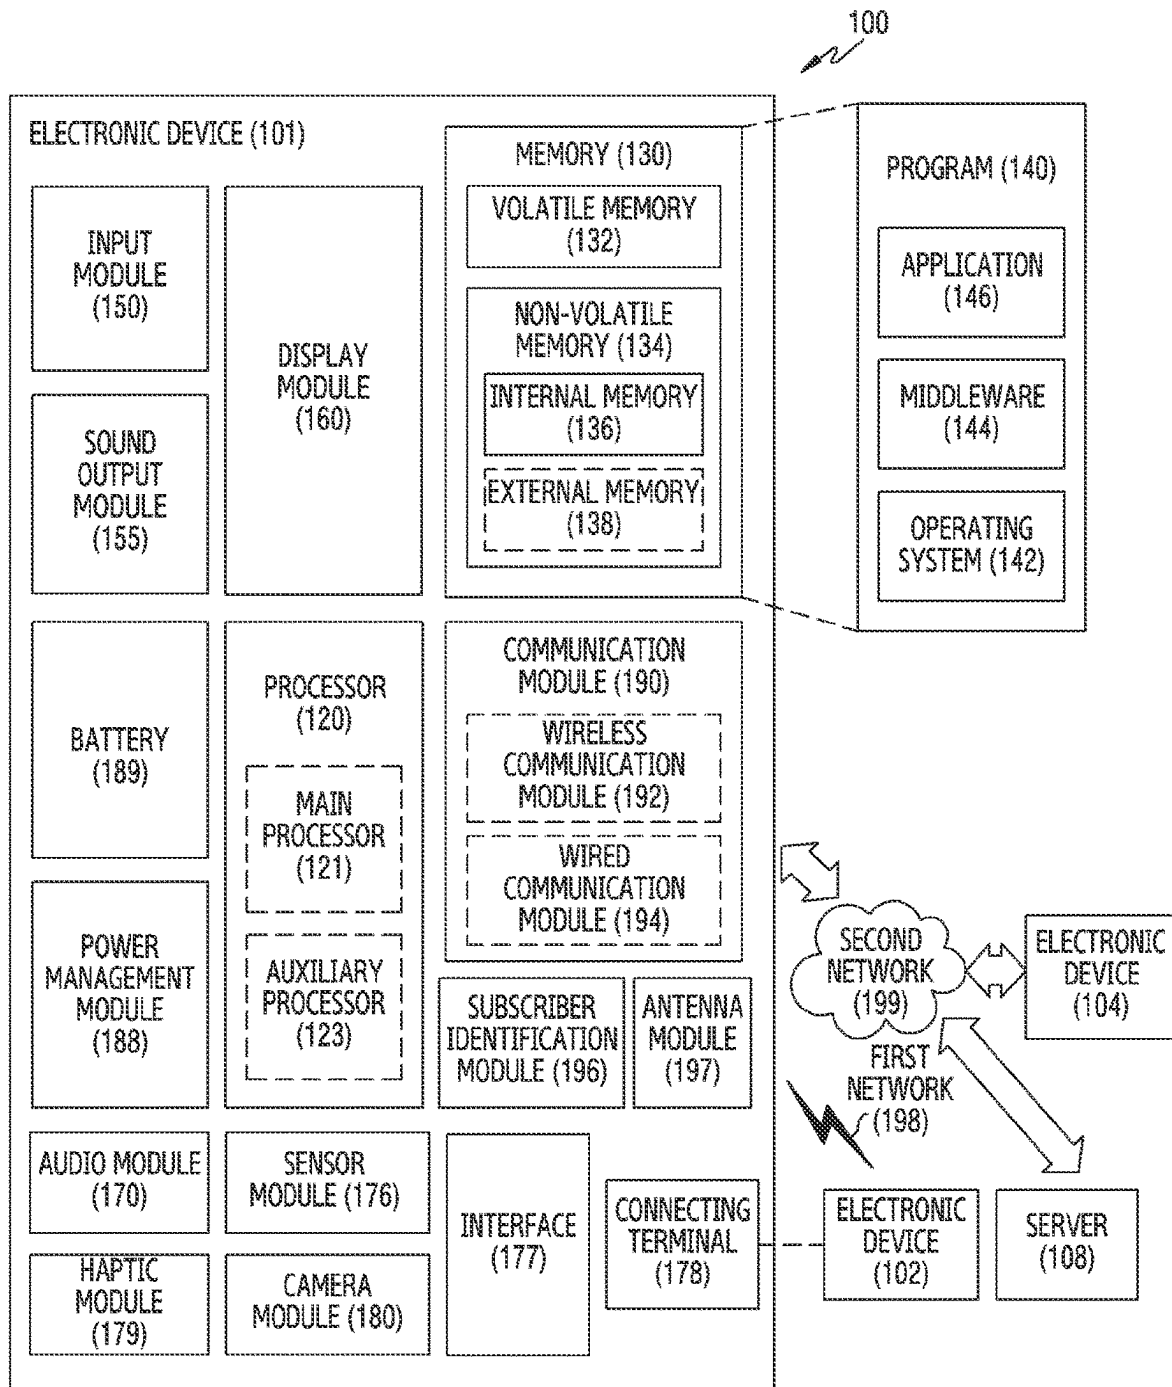 100
ELECTRONIC DEVICE (101)
INPUT
MODULE
(150)
SOUND
OUTPUT
MODULE
(155)
DISPLAY
MODULE
(160)
MEMORY (130)
VOLATILE MEMORY
(132)
NON-VOLATILE
MEMORY (134)
INTERNAL MEMORY
(136)
EXTERNAL MEMORY
(138)
PROGRAM (140)
APPLICATION
(146)
MIDDLEWARE
(144)
OPERATING
SYSTEM (142)
BATTERY
(189)
POWER
MANAGEMENT
MODULE
(188)
PROCESSOR
(120)
MAIN
PROCESSOR
(121)
AUXILIARY
PROCESSOR
(123)
COMMUNICATION
MODULE (190)
WIRELESS
COMMUNICATION
MODULE (192)
WIRED
COMMUNICATION
MODULE (194)
SUBSCRIBER
IDENTIFICATION
MODULE (196)
ANTENNA
MODULE
(197)
SECOND
NETWORK
(199)
ELECTRONIC
DEVICE
(104)
FIRST
NETWORK
(198)
AUDIO MODULE
(170)
SENSOR
MODULE (176)
INTERFACE
(177)
CONNECTING
TERMINAL
(178)
ELECTRONIC
DEVICE
(102)
SERVER
(108)
HAPTIC
MODULE
(179)
CAMERA
MODULE (180)